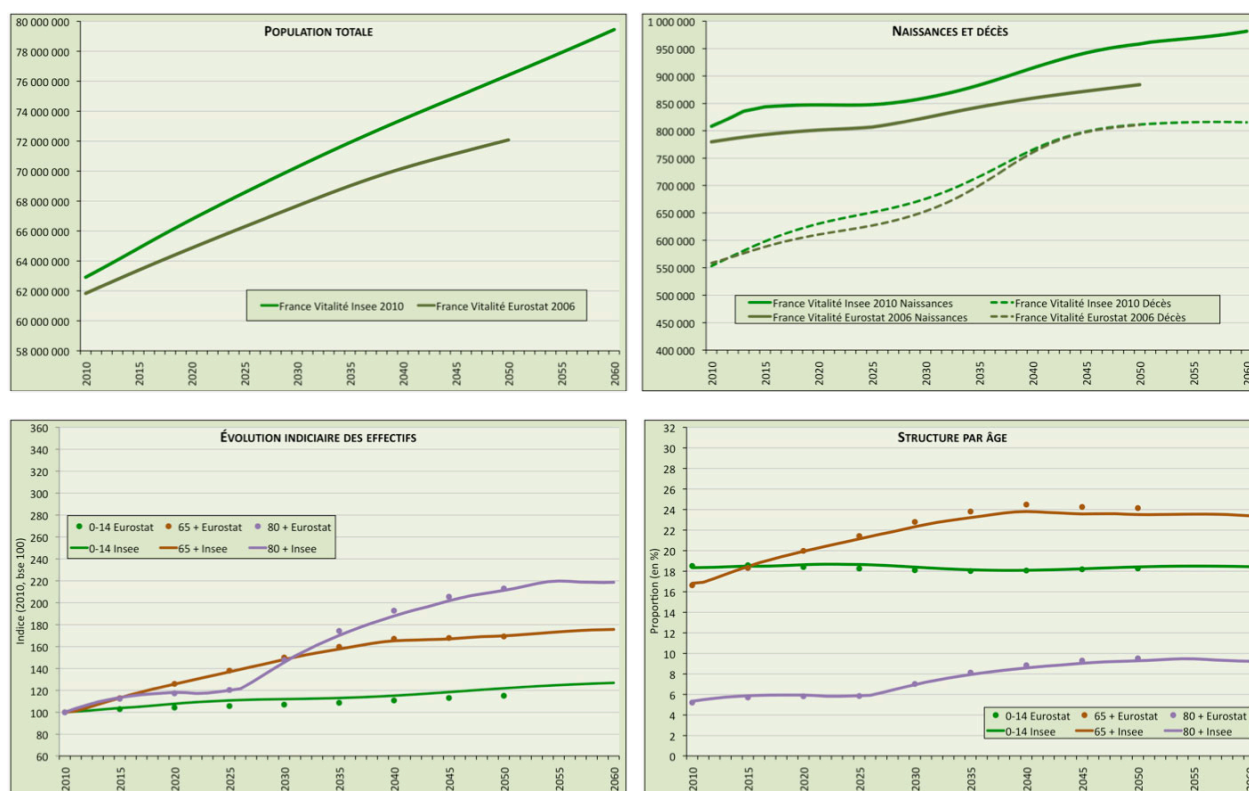 POPULATION TOTALE
80 000 000
78 000 000
76 000 000
74 000 000
72 000 000
70 000 000
68 000 000
66 000 000
64 000 000
62 000 000
60 000 000
58 000 000
France Vitalité Insee 2010 France Vitalité Eurostat 2006
2010 2015 2020 2025 2030 2035 2040 2045 2050 2055 2060
NAISSANCES ET DÉCÈS
1 000 000
950 000
900 000
850 000
800 000
750 000
700 000
650 000
600 000
550 000
500 000
450 000
400 000
France Vitalité Insee 2010 Naissances France Vitalité Insee 2010 Décès
France Vitalité Eurostat 2006 Naissances France Vitalité Eurostat 2006 Décès
2010 2015 2020 2025 2030 2035 2040 2045 2050 2055 2060
ÉVOLUTION INDICIAIRE DES EFFECTIFS
Indice (2010, bse 100)
360
340
320
300
280
260
240
220
200
180
160
140
120
100
80
60
0-14 Eurostat 65 + Eurostat 80 + Eurostat
0-14 Insee 65 + Insee 80 + Insee
2010 2015 2020 2025 2030 2035 2040 2045 2050 2055 2060
STRUCTURE PAR ÂGE
Proportion (en %)
32
30
28
26
24
22
20
18
16
14
12
10
8
6
4
2
0
0-14 Eurostat 65 + Eurostat 80 + Eurostat
0-14 Insee 65 + Insee 80 + Insee
2010 2015 2020 2025 2030 2035 2040 2045 2050 2055 2060